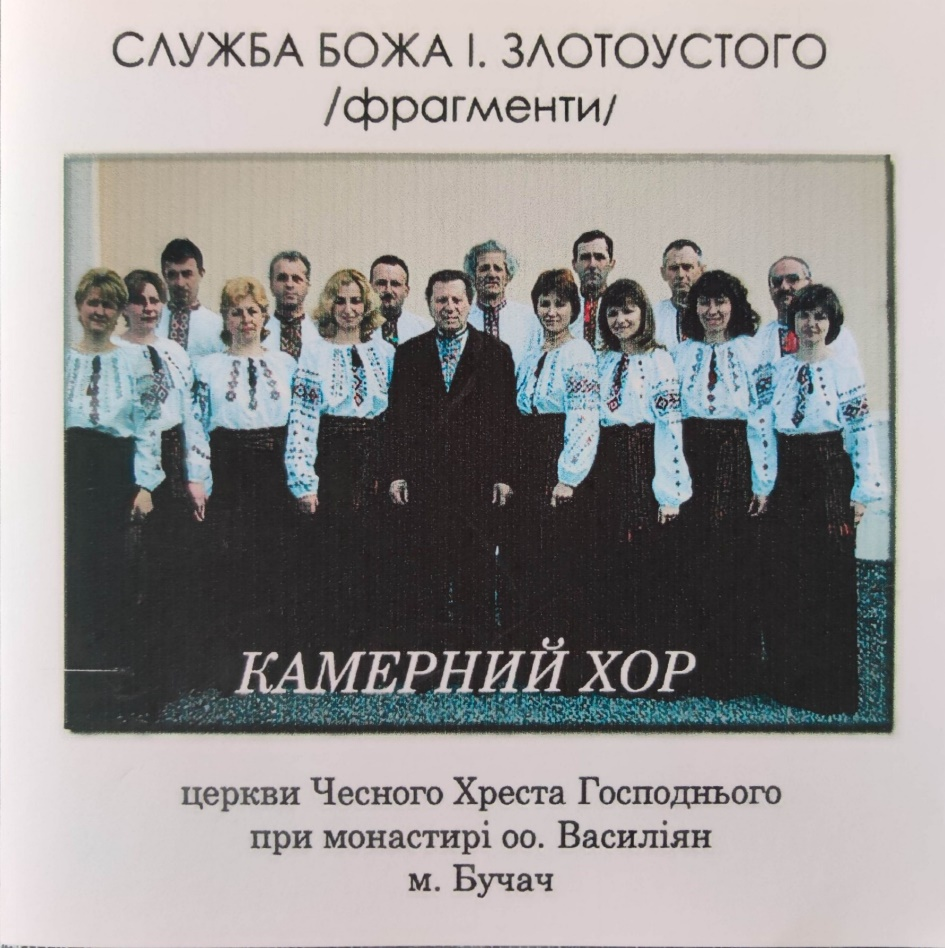 СЛУЖБА БОЖА І. ЗЛОТОУСТОГО
/фрагменти/
КАМЕРНИЙ ХОР
церкви Чесного Хреста Господнього
при монастирі оо. Василіян
м. Бучач